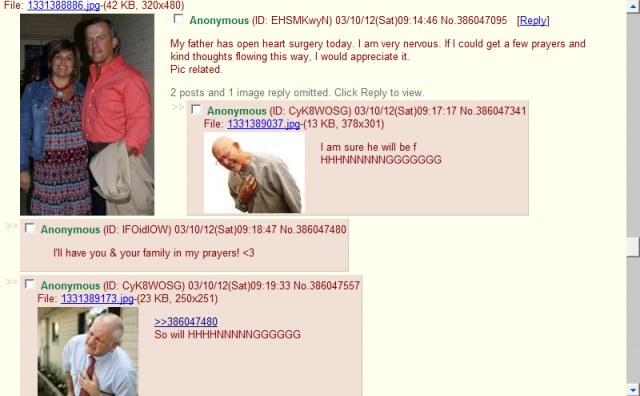 File: 1331388886.jpg-(42 KB, 320x480)
Anonymous (ID: EHSMKwyN) 03/10/12(Sat)09:14:46 No.386047095 [Reply]
My father has open heart surgery today. I am very nervous. If I could get a few prayers and
kind thoughts flowing this way, I would appreciate it.
Pic related.
2 posts and 1 image reply omitted. Click Reply to view.
>> Anonymous (ID: CyK8WOSG) 03/10/12(Sat)09:17:17 No.386047341
File: 1331389037.jpg-(13 KB, 378x301)
I am sure he will be f
HHHNNNNNNGGGGGGG
>> Anonymous (ID: IFOidIOW) 03/10/12(Sat)09:18:47 No.386047480
I'll have you & your family in my prayers! <3
>> Anonymous (ID: CyK8WOSG) 03/10/12(Sat)09:19:33 No.386047557
File: 1331389173.jpg-(23 KB, 250x251)
>>386047480
So will HHHHNNNNNGGGGGG